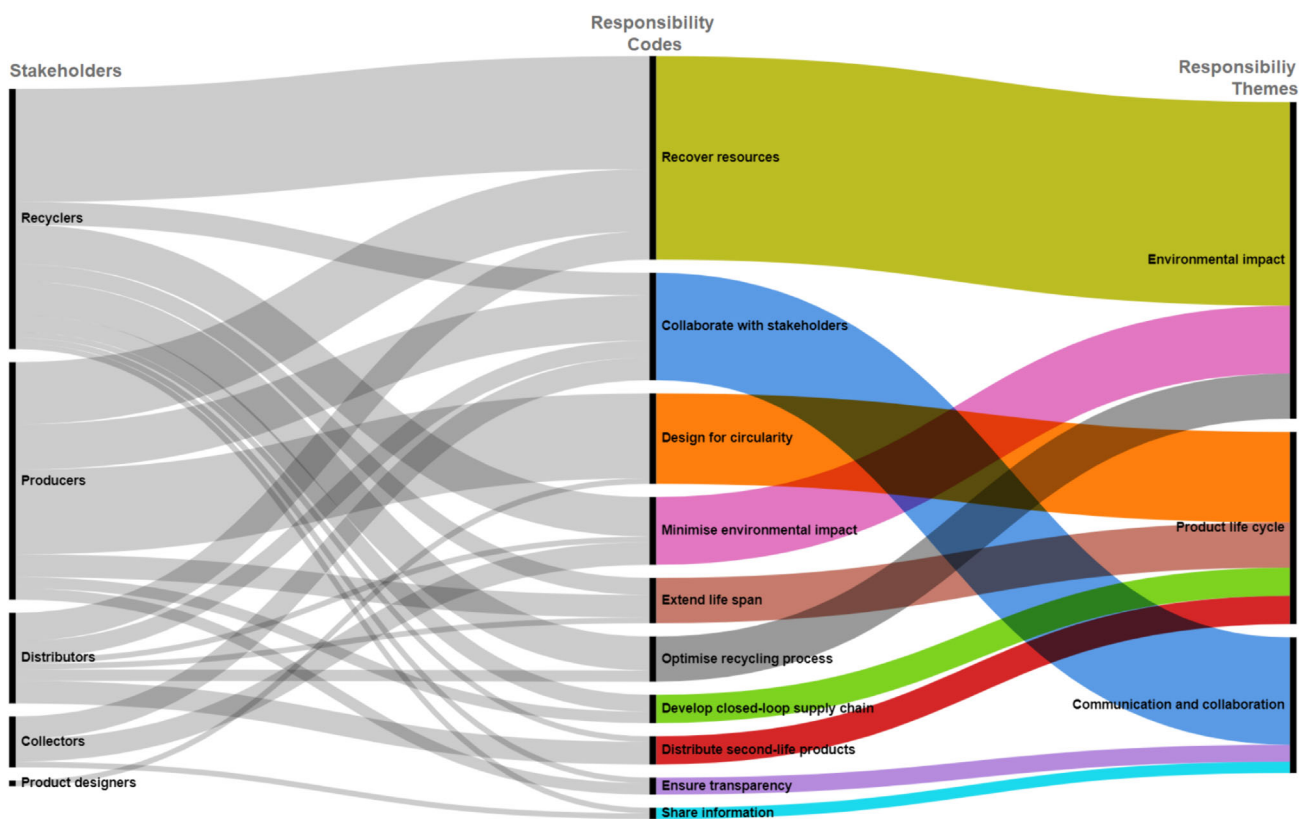 Stakeholders
Responsibility
Codes
Responsibiliy
Themes
Recyclers
Producers
Distributors
Collectors
Product designers
Recover resources
Collaborate with stakeholders
Design for circularity
Minimise environmental impact
Extend life span
Optimise recycling process
Develop closed-loop supply chain
Distribute second-life products
Ensure transparency
Share information
Environmental impact
Product life cycle
Communication and collaboration